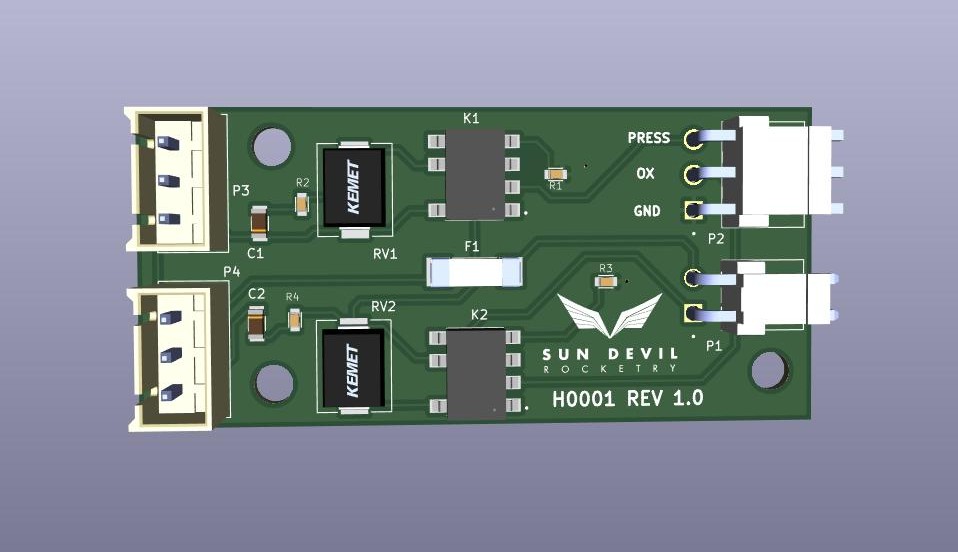 K1
PRESS
R1
OX
R2
P3
KEMET
GND
C1
RV1
F1
P2
P4
C2
R4
RV2
R3
K2
P1
KEMET
SUN DEVIL
ROCKETRY
H0001 REV 1.0